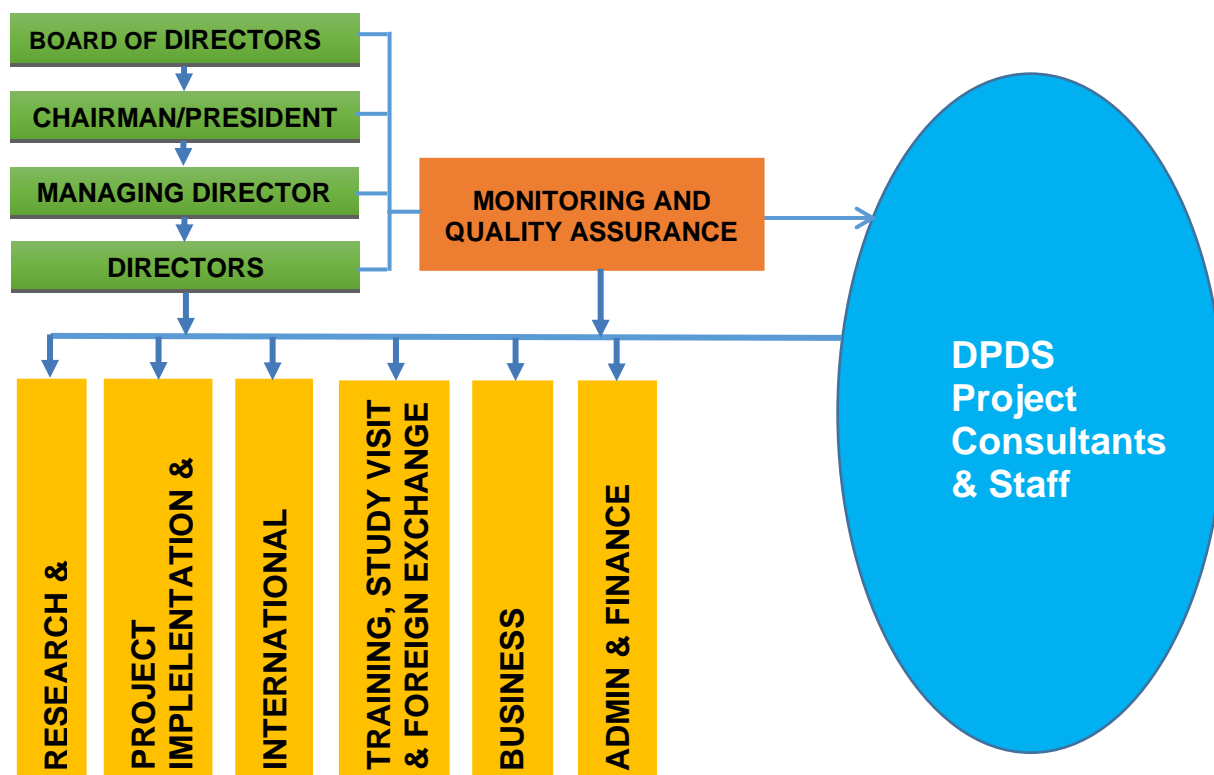 BOARD OF DIRECTORS
CHAIRMAN/PRESIDENT
MANAGING DIRECTOR
DIRECTORS
MONITORING AND
QUALITY ASSURANCE
DPDS
Project
Consultants
& Staff
RESEARCH &
PROJECT
IMPLELENTATION &
INTERNATIONAL
TRAINING, STUDY VISIT
& FOREIGN EXCHANGE
BUSINESS
ADMIN & FINANCE